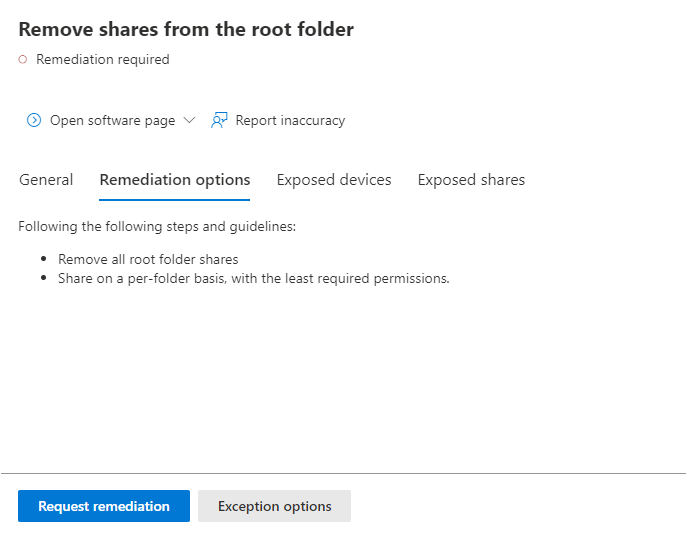 Remove shares from the root folder
Remediation required
Open software page
Report inaccuracy
General
Remediation options
Exposed devices
Exposed shares
Following the following steps and guidelines:
Remove all root folder shares
Share on a per-folder basis, with the least required permissions.
Request remediation
Exception options